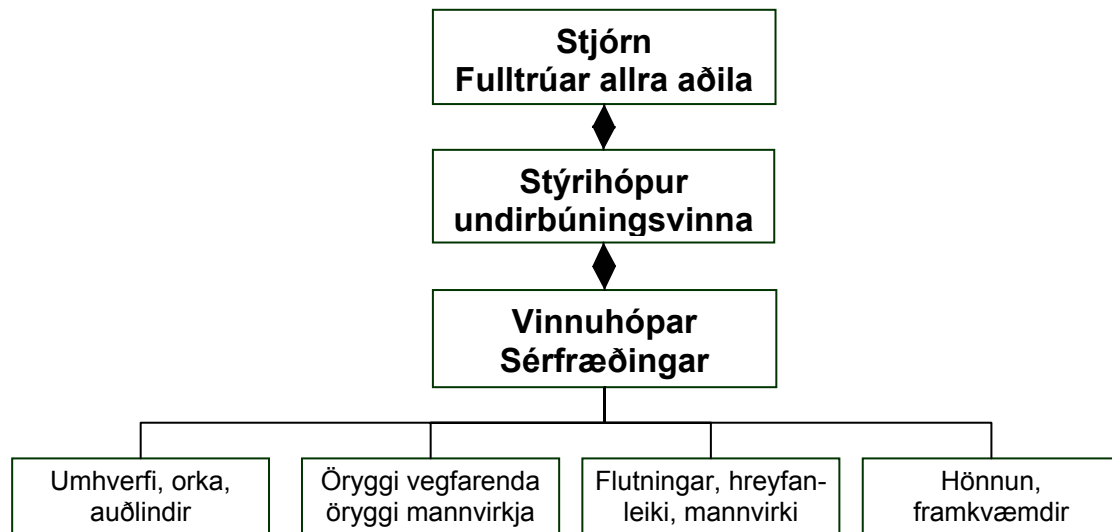 Stjórn
Fulltrúar allra aðila
Stýrihópur
undirbúningsvinna
Vinnuhópar
Sérfræðingar
Umhverfi, orka,
auðlindir
Öryggi vegfarenda
öryggi mannvirkja
Flutningar, hreyfan-
leiki, mannvirki
Hönnun,
framkvæmdir